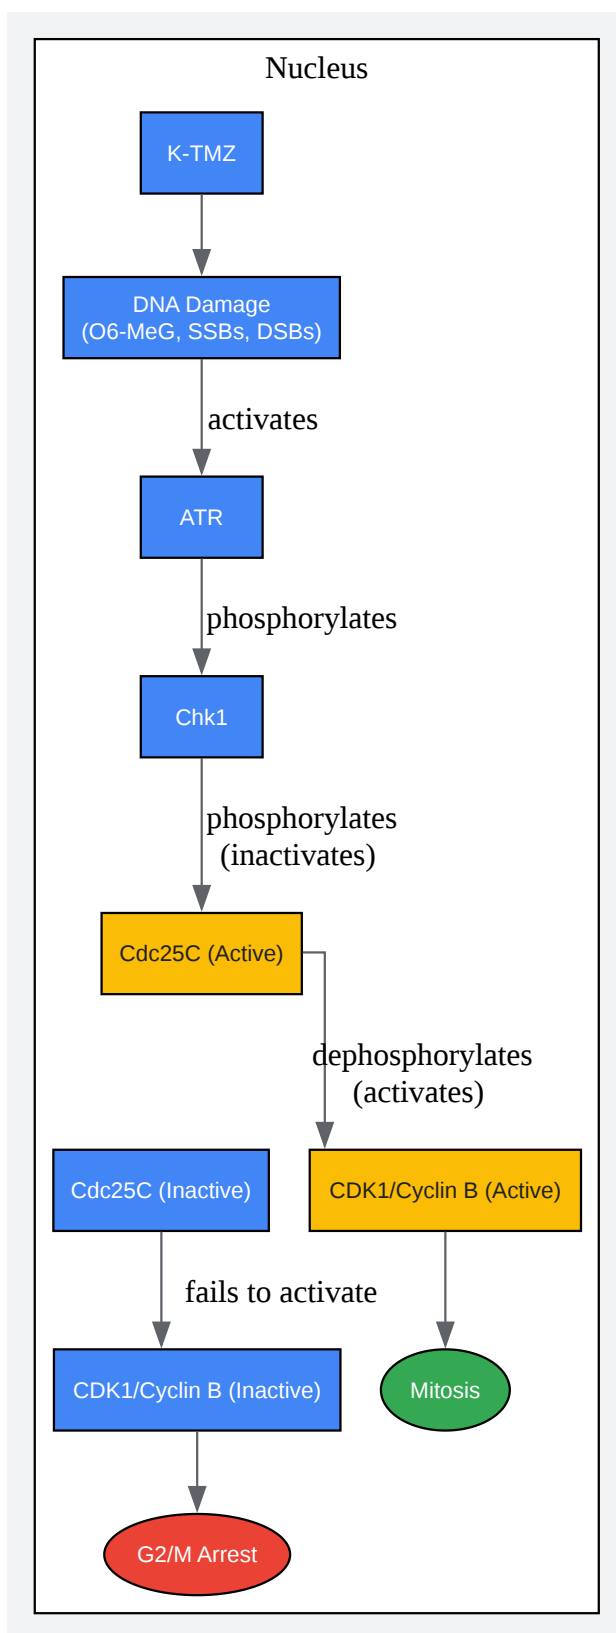 Nucleus
K-TMZ
DNA Damage
(O6-MeG, SSBs, DSBs)
activates
ATR
phosphorylates
Chk1
phosphorylates
(inactivates)
Cdc25C (Active)
dephosphorylates
(activates)
Cdc25C (Inactive)
CDK1/Cyclin B (Active)
fails to activate
CDK1/Cyclin B (Inactive)
Mitosis
G2/M Arrest